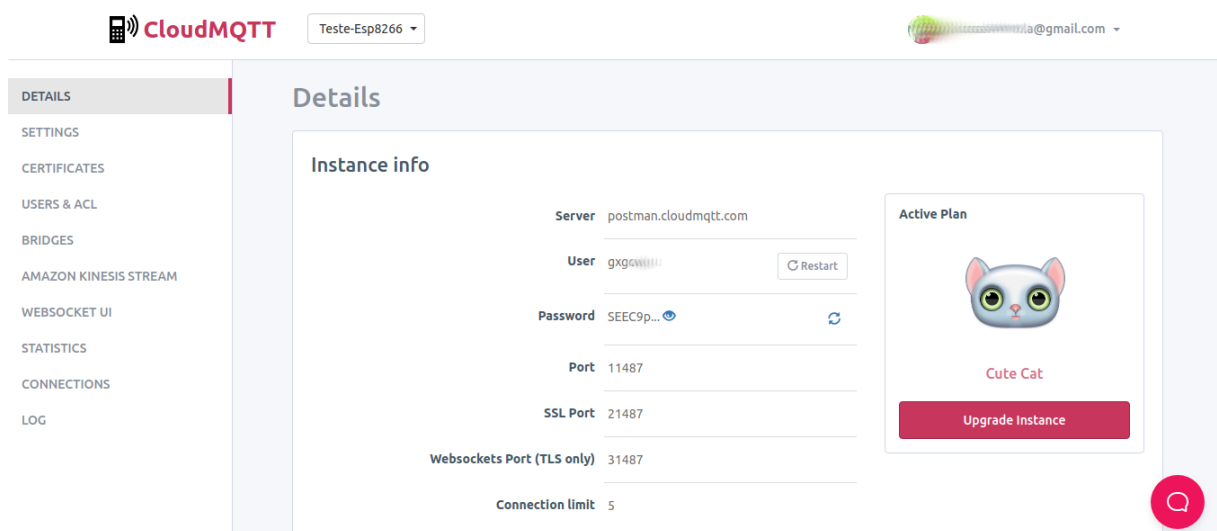 CloudMQTT
Teste-Esp8266
a@gmail.com
DETAILS
SETTINGS
CERTIFICATES
USERS & ACL
BRIDGES
AMAZON KINESIS STREAM
WEBSOCKET UI
STATISTICS
CONNECTIONS
LOG
Details
Instance info
Server postman.cloudmqtt.com
User Restart
Password SEEC9p...
Port 11487
SSL Port 21487
Websockets Port (TLS only) 31487
Connection limit 5
Active Plan
Cute Cat
Upgrade Instance